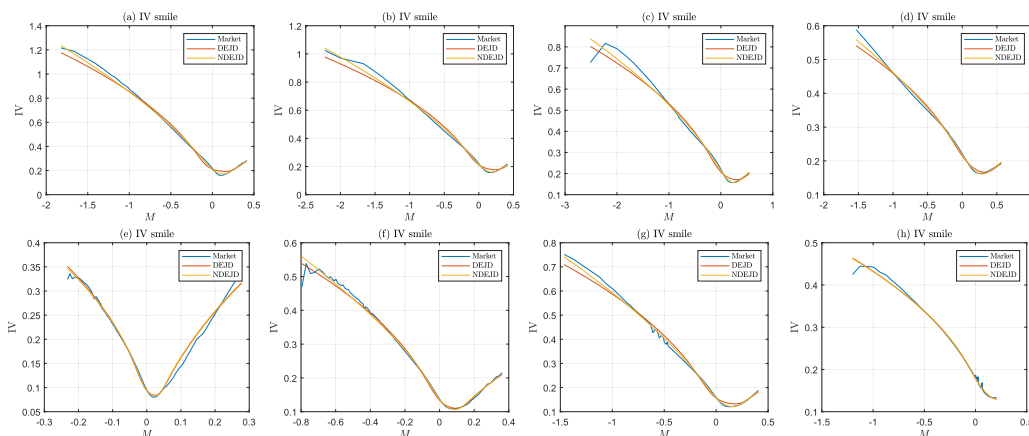 (a) IV smile
1.4
1.2
1
0.8
0.6
0.4
0.2
0
-2
-1.5
-1
-0.5
0
0.5
IV
M
Market
DEJD
NDEJD
(b) IV smile
1.2
1
0.8
0.6
0.4
0.2
0
-2.5
-2
-1.5
-1
-0.5
0
0.5
IV
M
Market
DEJD
NDEJD
(c) IV smile
0.8
0.7
0.6
0.5
0.4
0.3
0.2
0.1
-3
-2
-1
0
1
IV
M
Market
DEJD
NDEJD
(d) IV smile
0.6
0.5
0.4
0.3
0.2
0.1
-2
-1.5
-1
-0.5
0
0.5
1
IV
M
Market
DEJD
NDEJD
(e) IV smile
0.4
0.35
0.3
0.25
0.2
0.15
0.1
0.05
-0.3
-0.2
-0.1
0
0.1
0.2
0.3
IV
M
Market
DEJD
NDEJD
(f) IV smile
0.6
0.5
0.4
0.3
0.2
0.1
-0.8
-0.6
-0.4
-0.2
0
0.2
0.4
IV
M
Market
DEJD
NDEJD
(g) IV smile
0.8
0.7
0.6
0.5
0.4
0.3
0.2
0.1
-1.5
-1
-0.5
0
0.5
IV
M
Market
DEJD
NDEJD
(h) IV smile
0.5
0.4
0.3
0.2
0.1
-1.5
-1
-0.5
0
0.5
IV
M
Market
DEJD
NDEJD